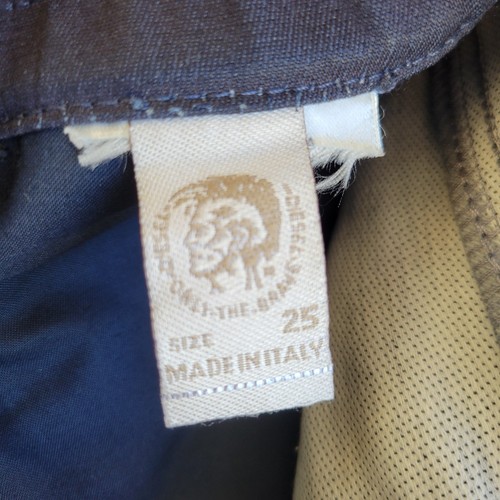 DIESEL
ONLY-THE-BRAVE
DIESEL
SIZE 25
MADE IN ITALY